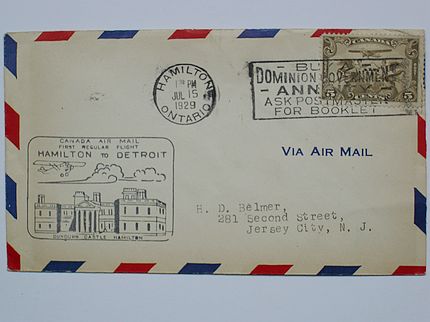 HAMILTON
PM
JUL 15
1929
ONTARIO
BUY
DOMINION GOVERNMENT
ANNUITIES
ASK POSTMASTER
FOR BOOKLET
CANADA
5 5
CANADA AIR MAIL
FIRST REGULAR FLIGHT
HAMILTON TO DETROIT
DUNDURN CASTLE HAMILTON
VIA AIR MAIL
H. D. Belmer,
281 Second Street,
Jersey City, N. J.